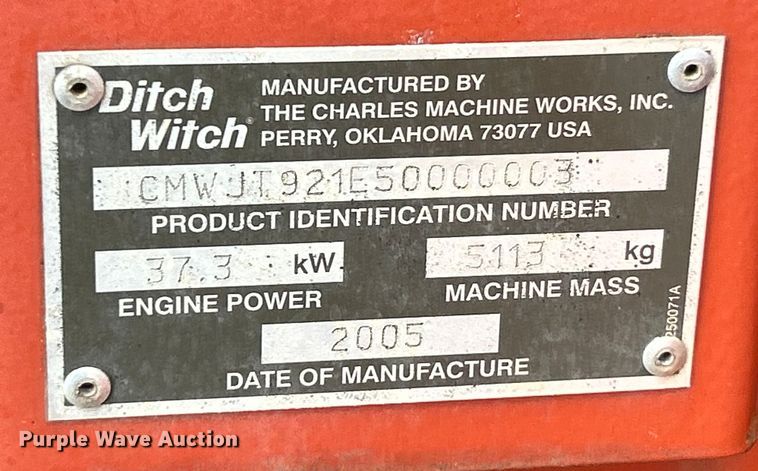 Ditch
Witch®
MANUFACTURED BY
THE CHARLES MACHINE WORKS, INC.
PERRY, OKLAHOMA 73077 USA
CMWJT921E50000003
PRODUCT IDENTIFICATION NUMBER
37.3 kW
ENGINE POWER
5113 kg
MACHINE MASS
2005
DATE OF MANUFACTURE
250071A
Purple Wave Auction